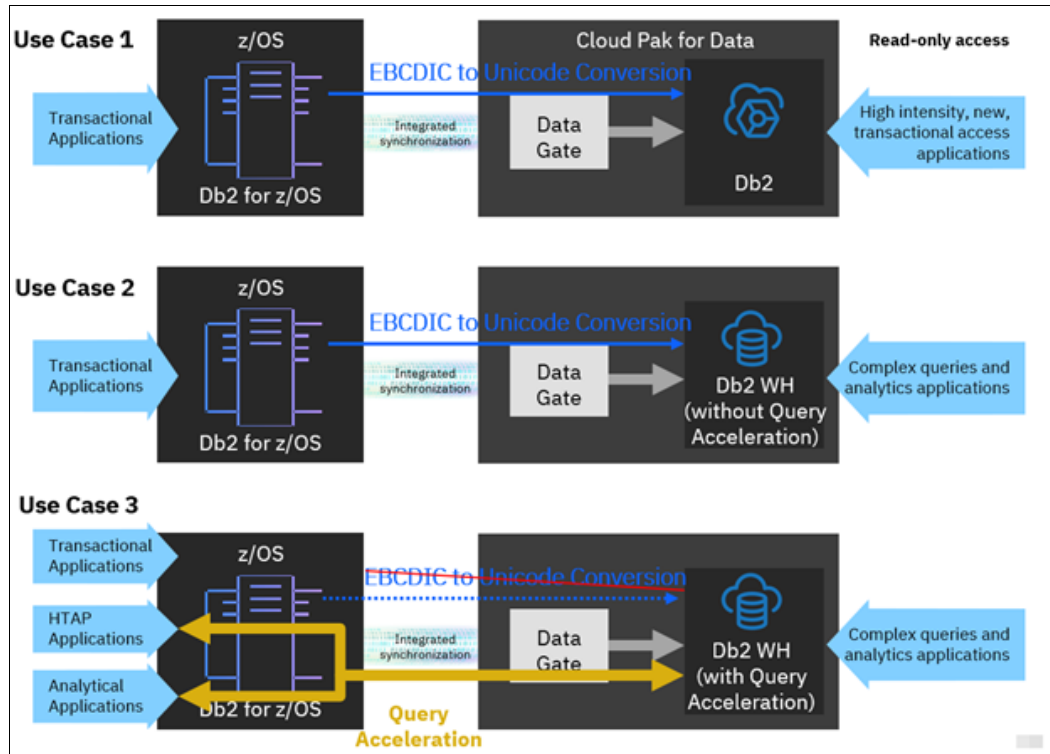 Use Case 1
z/OS
Cloud Pak for Data
Read-only access
EBCDIC to Unicode Conversion
Transactional
Applications
Integrated
synchronization
Data
Gate
High intensity, new,
transactional access
applications
Db2 for z/OS
Db2
Use Case 2
z/OS
EBCDIC to Unicode Conversion
Transactional
Applications
Integrated
synchronization
Data
Gate
Db2 WH
(without Query
Acceleration)
Complex queries and
analytics applications
Db2 for z/OS
Use Case 3
Transactional
Applications
z/OS
EBCDIC to Unicode Conversion
HTAP
Applications
Integrated
synchronization
Data
Gate
Db2 WH
(with Query
Acceleration)
Complex queries and
analytics applications
Analytical
Applications
Db2 for z/OS
Query
Acceleration